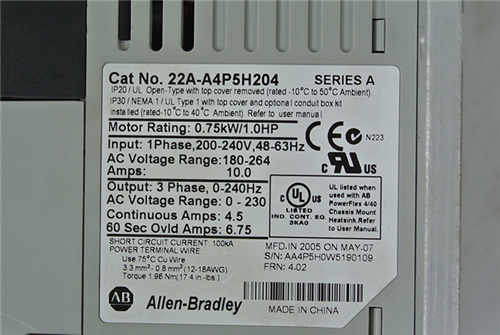 Cat No. 22A-A4P5H204 SERIES A
IP20 / UL Open-Type with top cover removed (rated -10°C to 50°C Ambient)
IP30 / NEMA 1 / UL Type 1 with top cover and optional conduit box kit
installed (rated -10°C to 40°C Ambient). Refer to user manual
Motor Rating: 0.75kW/1.0HP
Input: 1Phase, 200-240V, 48-63Hz
AC Voltage Range: 180-264
Amps: 10.0
Output: 3 Phase, 0-240Hz
AC Voltage Range: 0 - 230
Continuous Amps: 4.5
60 Sec Ovld Amps: 6.75
CE
N223
c UL US
UL
LISTED
IND. CONT. EQ.
3KA0
UL listed when
used with AB
PowerFlex 4/40
Chassis Mount
Heatsink. Refer
to User manual
SHORT CIRCUIT CURRENT: 100kA
POWER TERMINAL WIRE
Use 75°C Cu Wire
3.3 mm² - 0.8 mm² (12-18AWG)
Torque 1.96 Nm(17.4 in-lb)
MFD. IN 2005 ON MAY-07
S/N: AA4P5H0W5190109
FRN: 4.02
AB Allen-Bradley
MADE IN CHINA